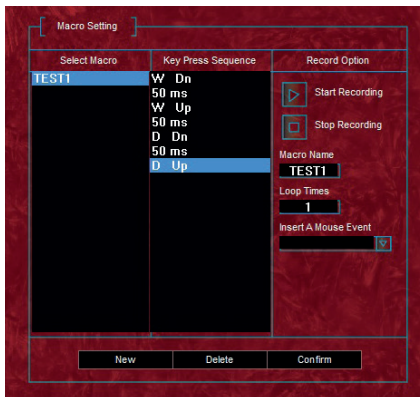 Macro Setting
Select Macro
Key Press Sequence
Record Option
TEST1
W Dn
50 ms
W Up
50 ms
D Dn
50 ms
D Up
Start Recording
Stop Recording
Macro Name
TEST1
Loop Times
1
Insert A Mouse Event
New
Delete
Confirm